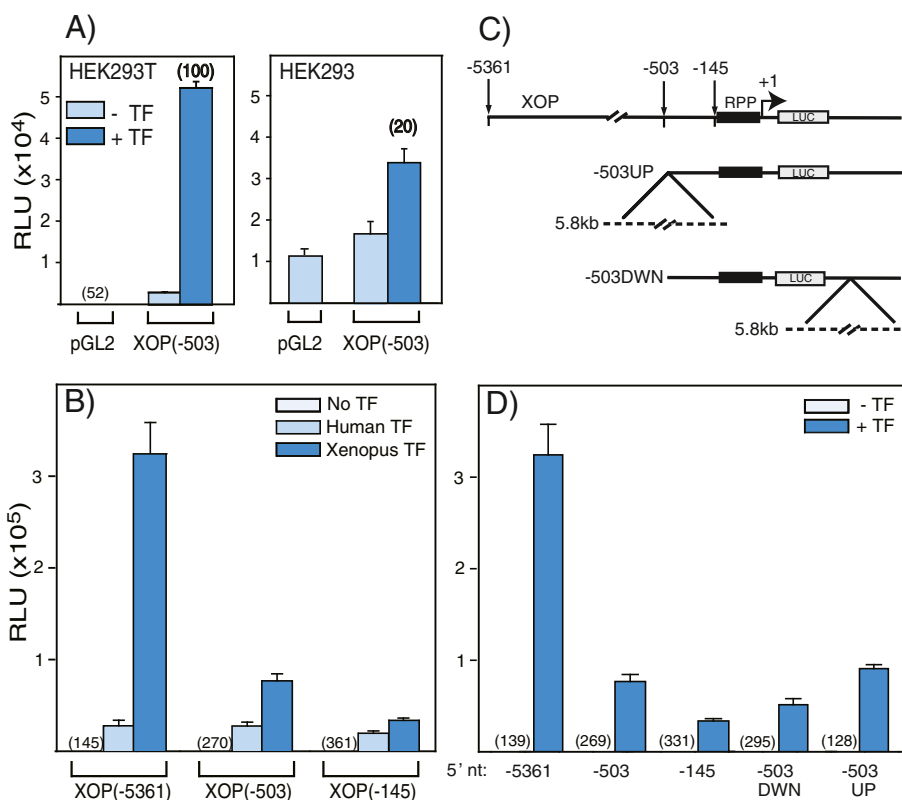 A)
HEK293T
(100)
- TF
+ TF
5
4
3
2
1
RLU (x10⁴)
(52)
pGL2
XOP(-503)
HEK293
(20)
5
4
3
2
1
pGL2
XOP(-503)
C)
-5361
-503
-145
XOP
RPP
+1
LUC
-503UP
LUC
5.8kb
-503DWN
LUC
5.8kb
B)
No TF
Human TF
Xenopus TF
3
2
1
RLU (x10⁵)
(145)
(270)
(361)
XOP(-5361)
XOP(-503)
XOP(-145)
D)
- TF
+ TF
3
2
1
(139)
(269)
(331)
(295)
(128)
5' nt:
-5361
-503
-145
-503 DWN
-503 UP